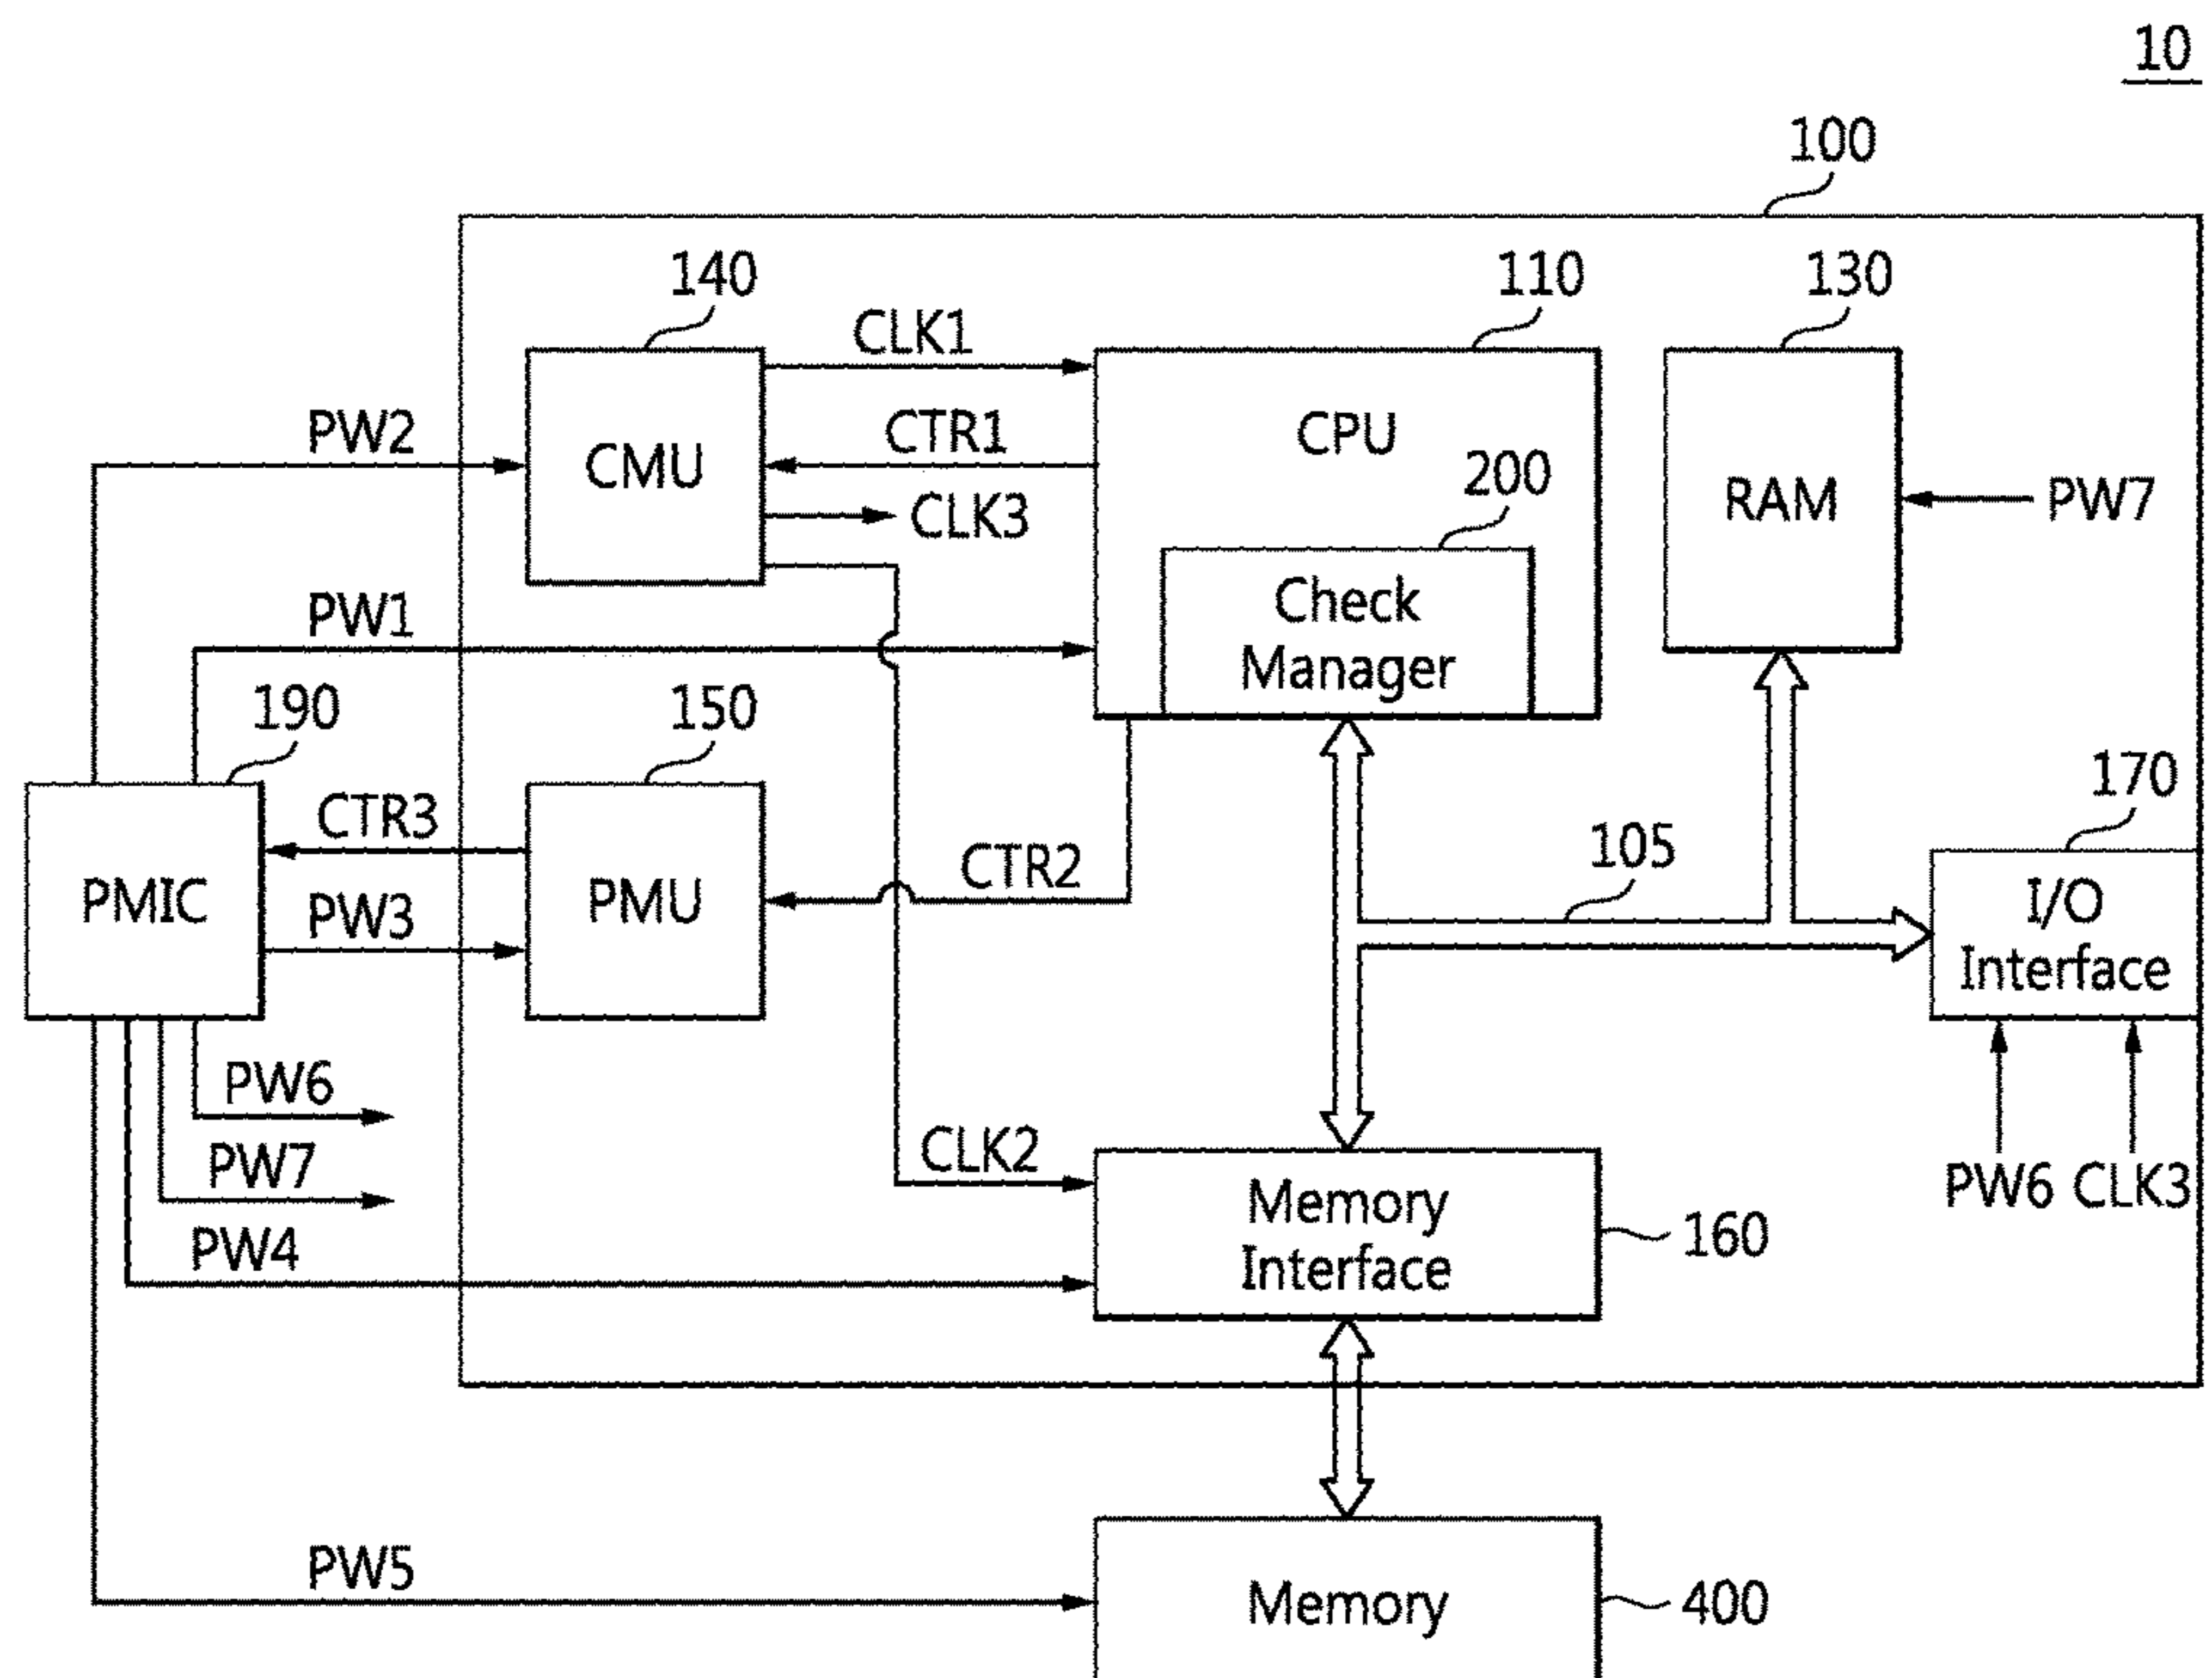 10
100
140
110
130
CLK1
PW2
CMU
CTR1
CPU
200
CLK3
RAM
PW7
PW1
Check
Manager
190
150
170
CTR3
105
PMIC
PW3
PMU
CTR2
I/O
Interface
PW6
PW7
PW4
CLK2
Memory
Interface
160
PW6 CLK3
PW5
Memory
400